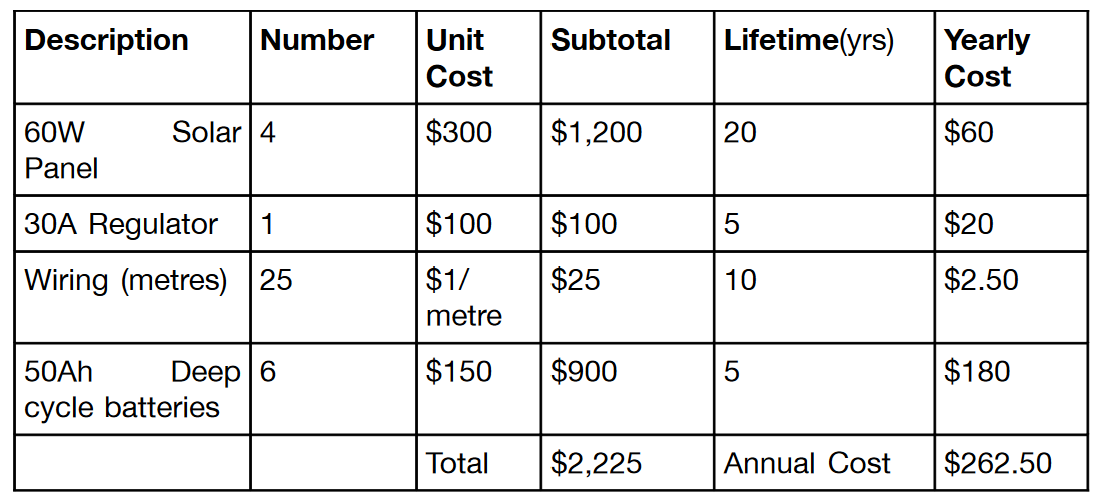 Description Number Unit Cost Subtotal Lifetime(yrs) Yearly Cost
60W Solar Panel 4 $300 $1,200 20 $60
30A Regulator 1 $100 $100 5 $20
Wiring (metres) 25 $1/ metre $25 10 $2.50
50Ah Deep cycle batteries 6 $150 $900 5 $180
Total $2,225 Annual Cost $262.50